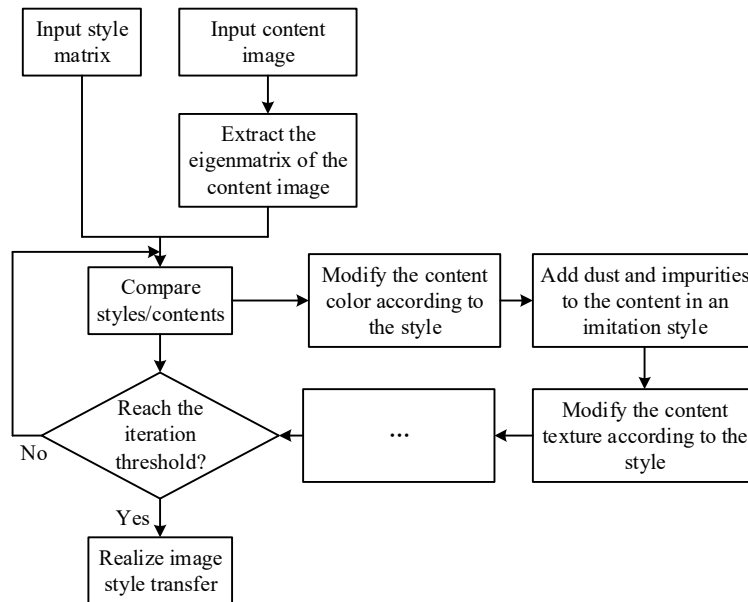 Input style
matrix
Input content
image
Extract the
eigenmatrix of the
content image
Compare
styles/contents
Modify the content
color according to
the style
Add dust and impurities
to the content in an
imitation style
Reach the
iteration
threshold?
...
Modify the content
texture according to the
style
No
Yes
Realize image
style transfer